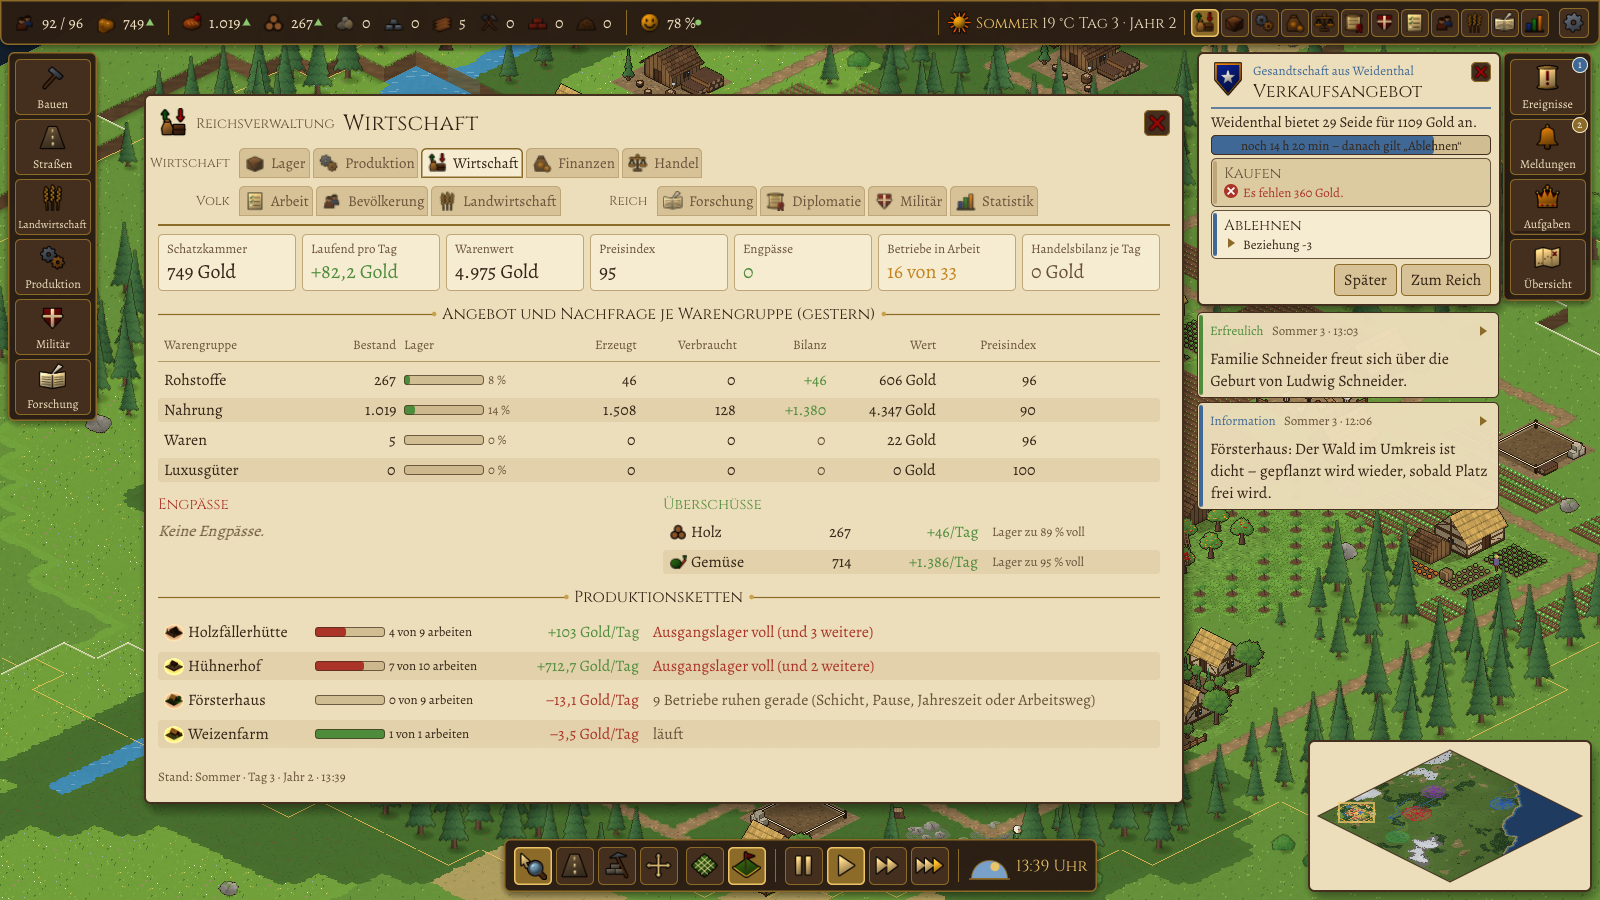 92 / 96 749 1.019 267 0 0 5 0 0 0 78 %
Sommer 19 °C Tag 3 · Jahr 2
Bauen
Straßen
Landwirtschaft
Produktion
Militär
Forschung
Reichsverwaltung Wirtschaft
Wirtschaft Lager Produktion Wirtschaft Finanzen Handel
Volk Arbeit Bevölkerung Landwirtschaft Reich Forschung Diplomatie Militär Statistik
Schatzkammer Laufend pro Tag Warenwert Preisindex Engpässe Betriebe in Arbeit Handelsbilanz je Tag
749 Gold +82,2 Gold 4.975 Gold 95 0 16 von 33 0 Gold
Angebot und Nachfrage je Warengruppe (gestern)
Warengruppe Bestand Lager Erzeugt Verbraucht Bilanz Wert Preisindex
Rohstoffe 267 8 % 46 0 +46 606 Gold 96
Nahrung 1.019 14 % 1.508 128 +1.380 4.347 Gold 90
Waren 5 0 % 0 0 0 22 Gold 96
Luxusgüter 0 0 % 0 0 0 0 Gold 100
Engpässe
Keine Engpässe.
Überschüsse
Holz 267 +46/Tag Lager zu 89 % voll
Gemüse 714 +1.386/Tag Lager zu 95 % voll
Produktionsketten
Holzfällerhütte 4 von 9 arbeiten +103 Gold/Tag Ausgangslager voll (und 3 weitere)
Hühnerhof 7 von 10 arbeiten +712,7 Gold/Tag Ausgangslager voll (und 2 weitere)
Försterhaus 0 von 9 arbeiten −13,1 Gold/Tag 9 Betriebe ruhen gerade (Schicht, Pause, Jahreszeit oder Arbeitsweg)
Weizenfarm 1 von 1 arbeiten −3,5 Gold/Tag läuft
Stand: Sommer · Tag 3 · Jahr 2 · 13:39
Gesandtschaft aus Weidenthal
Verkaufsangebot
Weidenthal bietet 29 Seide für 1109 Gold an.
noch 14 h 20 min – danach gilt „Ablehnen“
Kaufen
Es fehlen 360 Gold.
Ablehnen
Beziehung -3
Später Zum Reich
Erfreulich Sommer 3 · 13:03
Familie Schneider freut sich über die
Geburt von Ludwig Schneider.
Information Sommer 3 · 12:06
Försterhaus: Der Wald im Umkreis ist
dicht – gepflanzt wird wieder, sobald Platz
frei wird.
1
Ereignisse
2
Meldungen
Aufgaben
Übersicht
13:39 Uhr